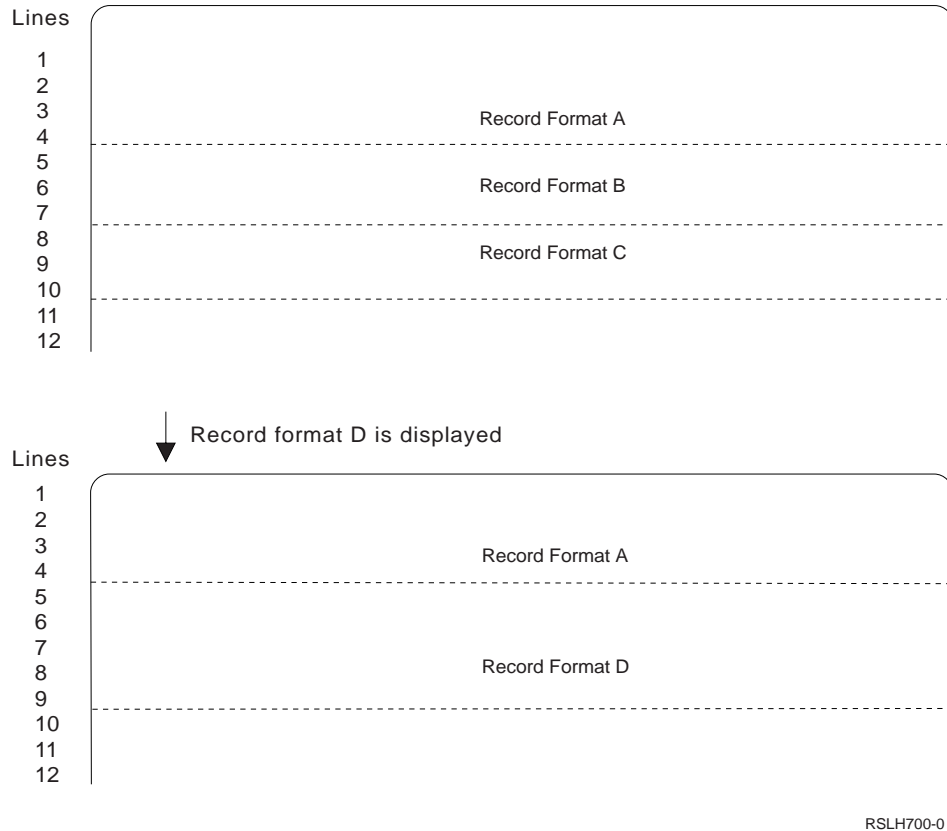 Lines
1
2
3
Record Format A
4
5
6
Record Format B
7
8
Record Format C
9
10
11
12
Record format D is displayed
Lines
1
2
3
Record Format A
4
5
6
7
Record Format D
8
9
10
11
12
RSLH700-0